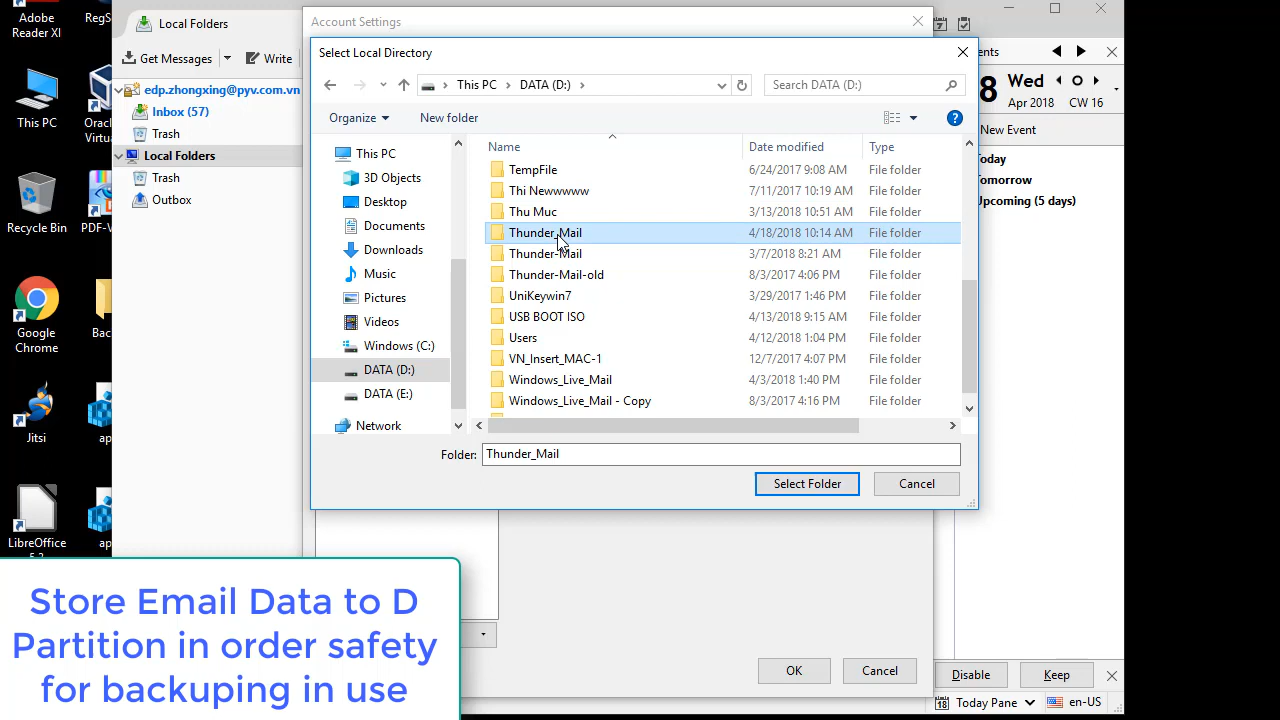 Adobe
Reader XI
RegS
This PC
Oracl
Virtua
Recycle Bin
PDF-V
Google
Chrome
Bac
Jitsi
ap
LibreOffice
5.2
ap
Local Folders
Get Messages
Write
edp.zhongxing@pyv.com.vn
Inbox (57)
Trash
Local Folders
Trash
Outbox
Account Settings
Select Local Directory
This PC
DATA (D:)
Search DATA (D:)
Organize
New folder
This PC
3D Objects
Desktop
Documents
Downloads
Music
Pictures
Videos
Windows (C:)
DATA (D:)
DATA (E:)
Network
Name Date modified Type
TempFile 6/24/2017 9:08 AM File folder
Thi Newwwww 7/11/2017 10:19 AM File folder
Thu Muc 3/13/2018 10:51 AM File folder
Thunder_Mail 4/18/2018 10:14 AM File folder
Thunder-Mail 3/7/2018 8:21 AM File folder
Thunder-Mail-old 8/3/2017 4:06 PM File folder
UniKeywin7 3/29/2017 1:46 PM File folder
USB BOOT ISO 4/13/2018 9:15 AM File folder
Users 4/12/2018 1:04 PM File folder
VN_Insert_MAC-1 12/7/2017 4:07 PM File folder
Windows_Live_Mail 4/3/2018 1:40 PM File folder
Windows_Live_Mail - Copy 8/3/2017 4:16 PM File folder
Folder: Thunder_Mail
Select Folder
Cancel
OK
Cancel
ents
8 Wed
Apr 2018 CW 16
New Event
Today
Tomorrow
Upcoming (5 days)
Disable
Keep
18 Today Pane
en-US
Store Email Data to D
Partition in order safety
for backuping in use